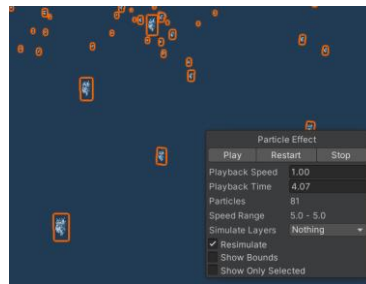 Particle Effect
Play Restart Stop
Playback Speed 1.00
Playback Time 4.07
Particles 81
Speed Range 5.0 - 5.0
Simulate Layers Nothing
Resimulate
Show Bounds
Show Only Selected